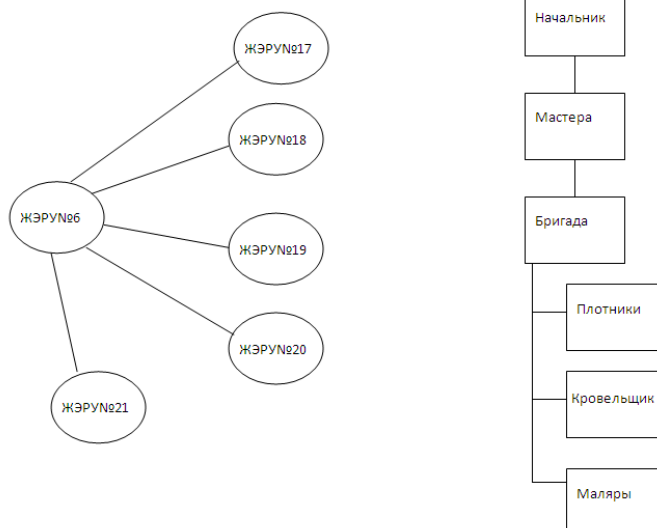 ЖЭРУ№17
ЖЭРУ№18
ЖЭРУ№6
ЖЭРУ№19
ЖЭРУ№20
ЖЭРУ№21
Начальник
Мастера
Бригада
Плотники
Кровельщик
Маляры